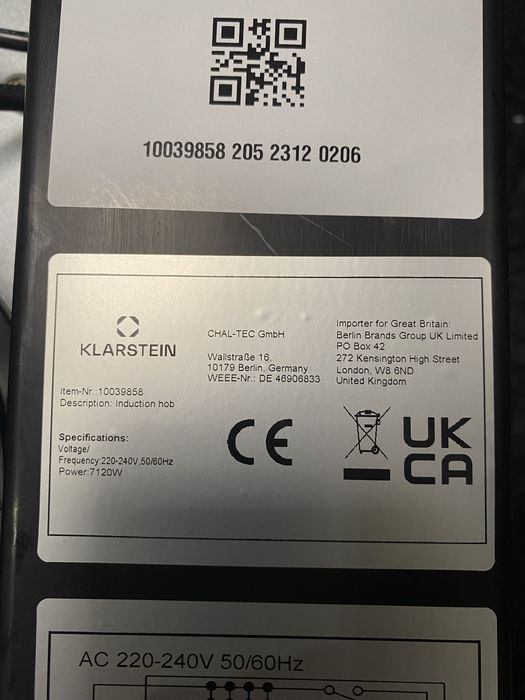 10039858 205 2312 0206
KLARSTEIN
Item-Nr.:10039858
Description: Induction hob
Specifications:
Voltage/
Frequency:220-240V,50/60Hz
Power:7120W
CHAL-TEC GmbH
Wallstraße 16,
10179 Berlin, Germany
WEEE-Nr.: DE 46906833
Importer for Great Britain:
Berlin Brands Group UK Limited
PO Box 42
272 Kensington High Street
London, W8 6ND
United Kingdom
CE
UK
CA
AC 220-240V 50/60Hz